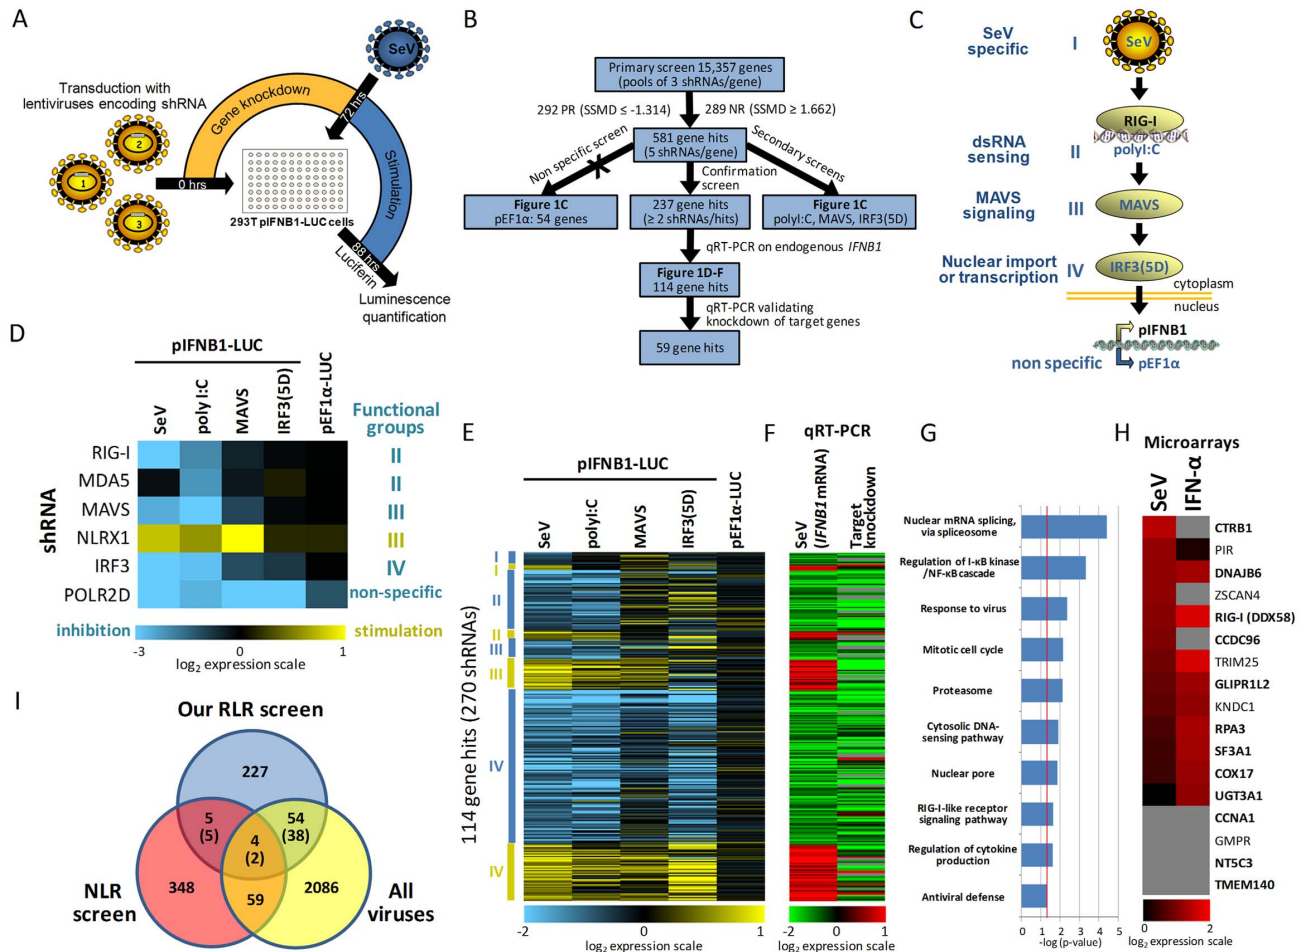 A
SeV
Transduction with
lentiviruses encoding shRNA
Gene knockdown
72 hrs
Stimulation
2
1
3
0 hrs
293T pIFNB1-LUC cells
88 hrs
Luciferin
Luminescence
quantification
B
Primary screen 15,357 genes
(pools of 3 shRNAs/gene)
292 PR (SSMD ≤ -1.314)
289 NR (SSMD ≥ 1.662)
581 gene hits
(5 shRNAs/gene)
Non specific screen
Confirmation
screen
Secondary screens
Figure 1C
pEF1α: 54 genes
237 gene hits
(≥ 2 shRNAs/hits)
Figure 1C
polyI:C, MAVS, IRF3(5D)
qRT-PCR on endogenous IFNB1
Figure 1D-F
114 gene hits
qRT-PCR validating
knockdown of target genes
59 gene hits
C
SeV
specific
I
SeV
RIG-I
polyI:C
dsRNA
sensing
II
MAVS
signaling
III
MAVS
Nuclear import
or transcription
IV
IRF3(5D)
cytoplasm
nucleus
pIFNB1
non specific
pEF1α
D
pIFNB1-LUC
SeV
poly I:C
MAVS
IRF3(5D)
pEF1α-LUC
Functional
groups
shRNA
RIG-I
II
MDA5
II
MAVS
III
NLRX1
III
IRF3
IV
POLR2D
non-specific
inhibition
stimulation
-3
0
1
log2 expression scale
E
pIFNB1-LUC
SeV
polyI:C
MAVS
IRF3(5D)
pEF1α-LUC
114 gene hits (270 shRNAs)
I
I
II
II
III
III
IV
IV
-2
0
1
log2 expression scale
F
qRT-PCR
SeV
(IFNB1 mRNA)
Target
knockdown
-2
0
2
log2 expression scale
G
Nuclear mRNA splicing,
via spliceosome
Regulation of I-κB kinase
/NF-κB cascade
Response to virus
Mitotic cell cycle
Proteasome
Cytosolic DNA-
sensing pathway
Nuclear pore
RIG-I-like receptor
signaling pathway
Regulation of cytokine
production
Antiviral defense
0 1 2 3 4 5
-log (p-value)
H
Microarrays
SeV
IFN-α
CTRB1
PIR
DNAJB6
ZSCAN4
RIG-I (DDX58)
CCDC96
TRIM25
GLIPR1L2
KNDC1
RPA3
SF3A1
COX17
UGT3A1
CCNA1
GMPR
NT5C3
TMEM140
0
2
log2 expression scale
I
Our RLR screen
227
5
(5)
54
(38)
4
(2)
348
59
2086
NLR
screen
All
viruses